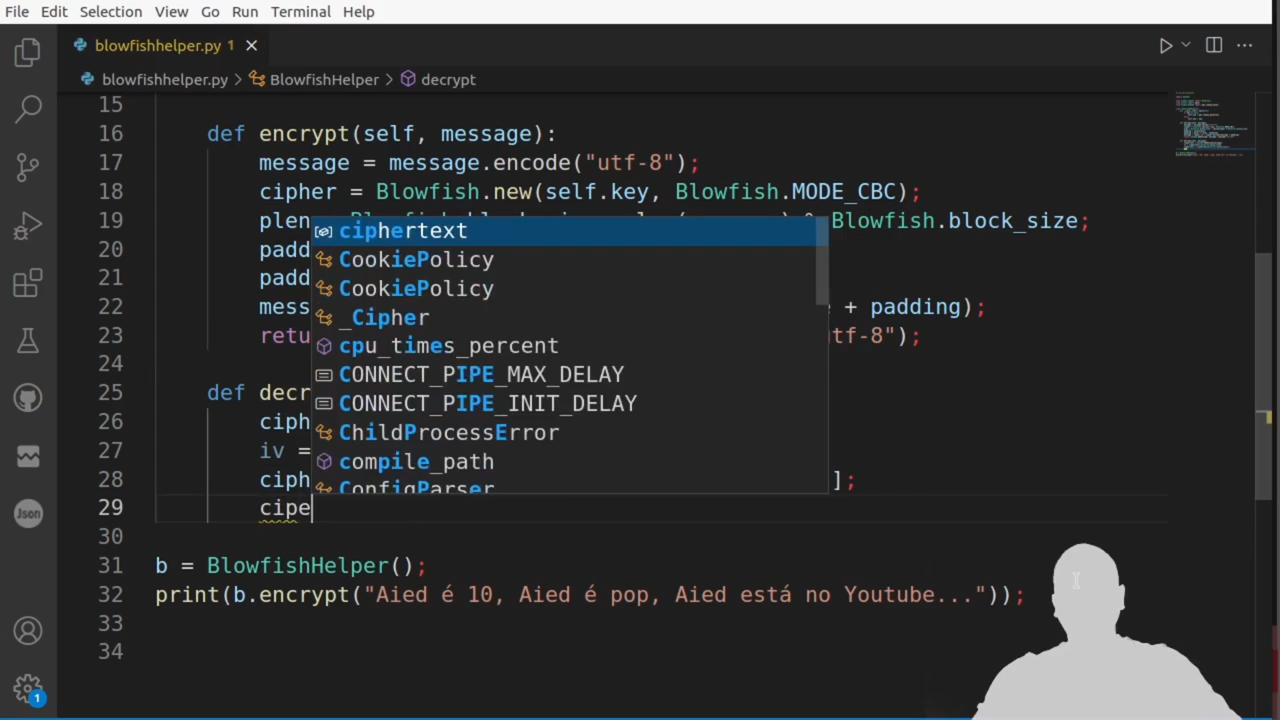 File Edit Selection View Go Run Terminal Help
blowfishhelper.py 1
blowfishhelper.py > BlowfishHelper > decrypt
15
16 def encrypt(self, message):
17 message = message.encode("utf-8");
18 cipher = Blowfish.new(self.key, Blowfish.MODE_CBC);
19 plen Blowfish.block_size;
20 padd
21 padd
22 mess + padding);
23 retu utf-8");
24
25 def decr
26 ciph
27 iv =
28 ciph ];
29 cipe
ciphertext
CookiePolicy
CookiePolicy
_Cipher
cpu_times_percent
CONNECT_PIPE_MAX_DELAY
CONNECT_PIPE_INIT_DELAY
ChildProcessError
compile_path
ConfigParser
30
31 b = BlowfishHelper();
32 print(b.encrypt("Aied é 10, Aied é pop, Aied está no Youtube..."));
33
34
Json
1